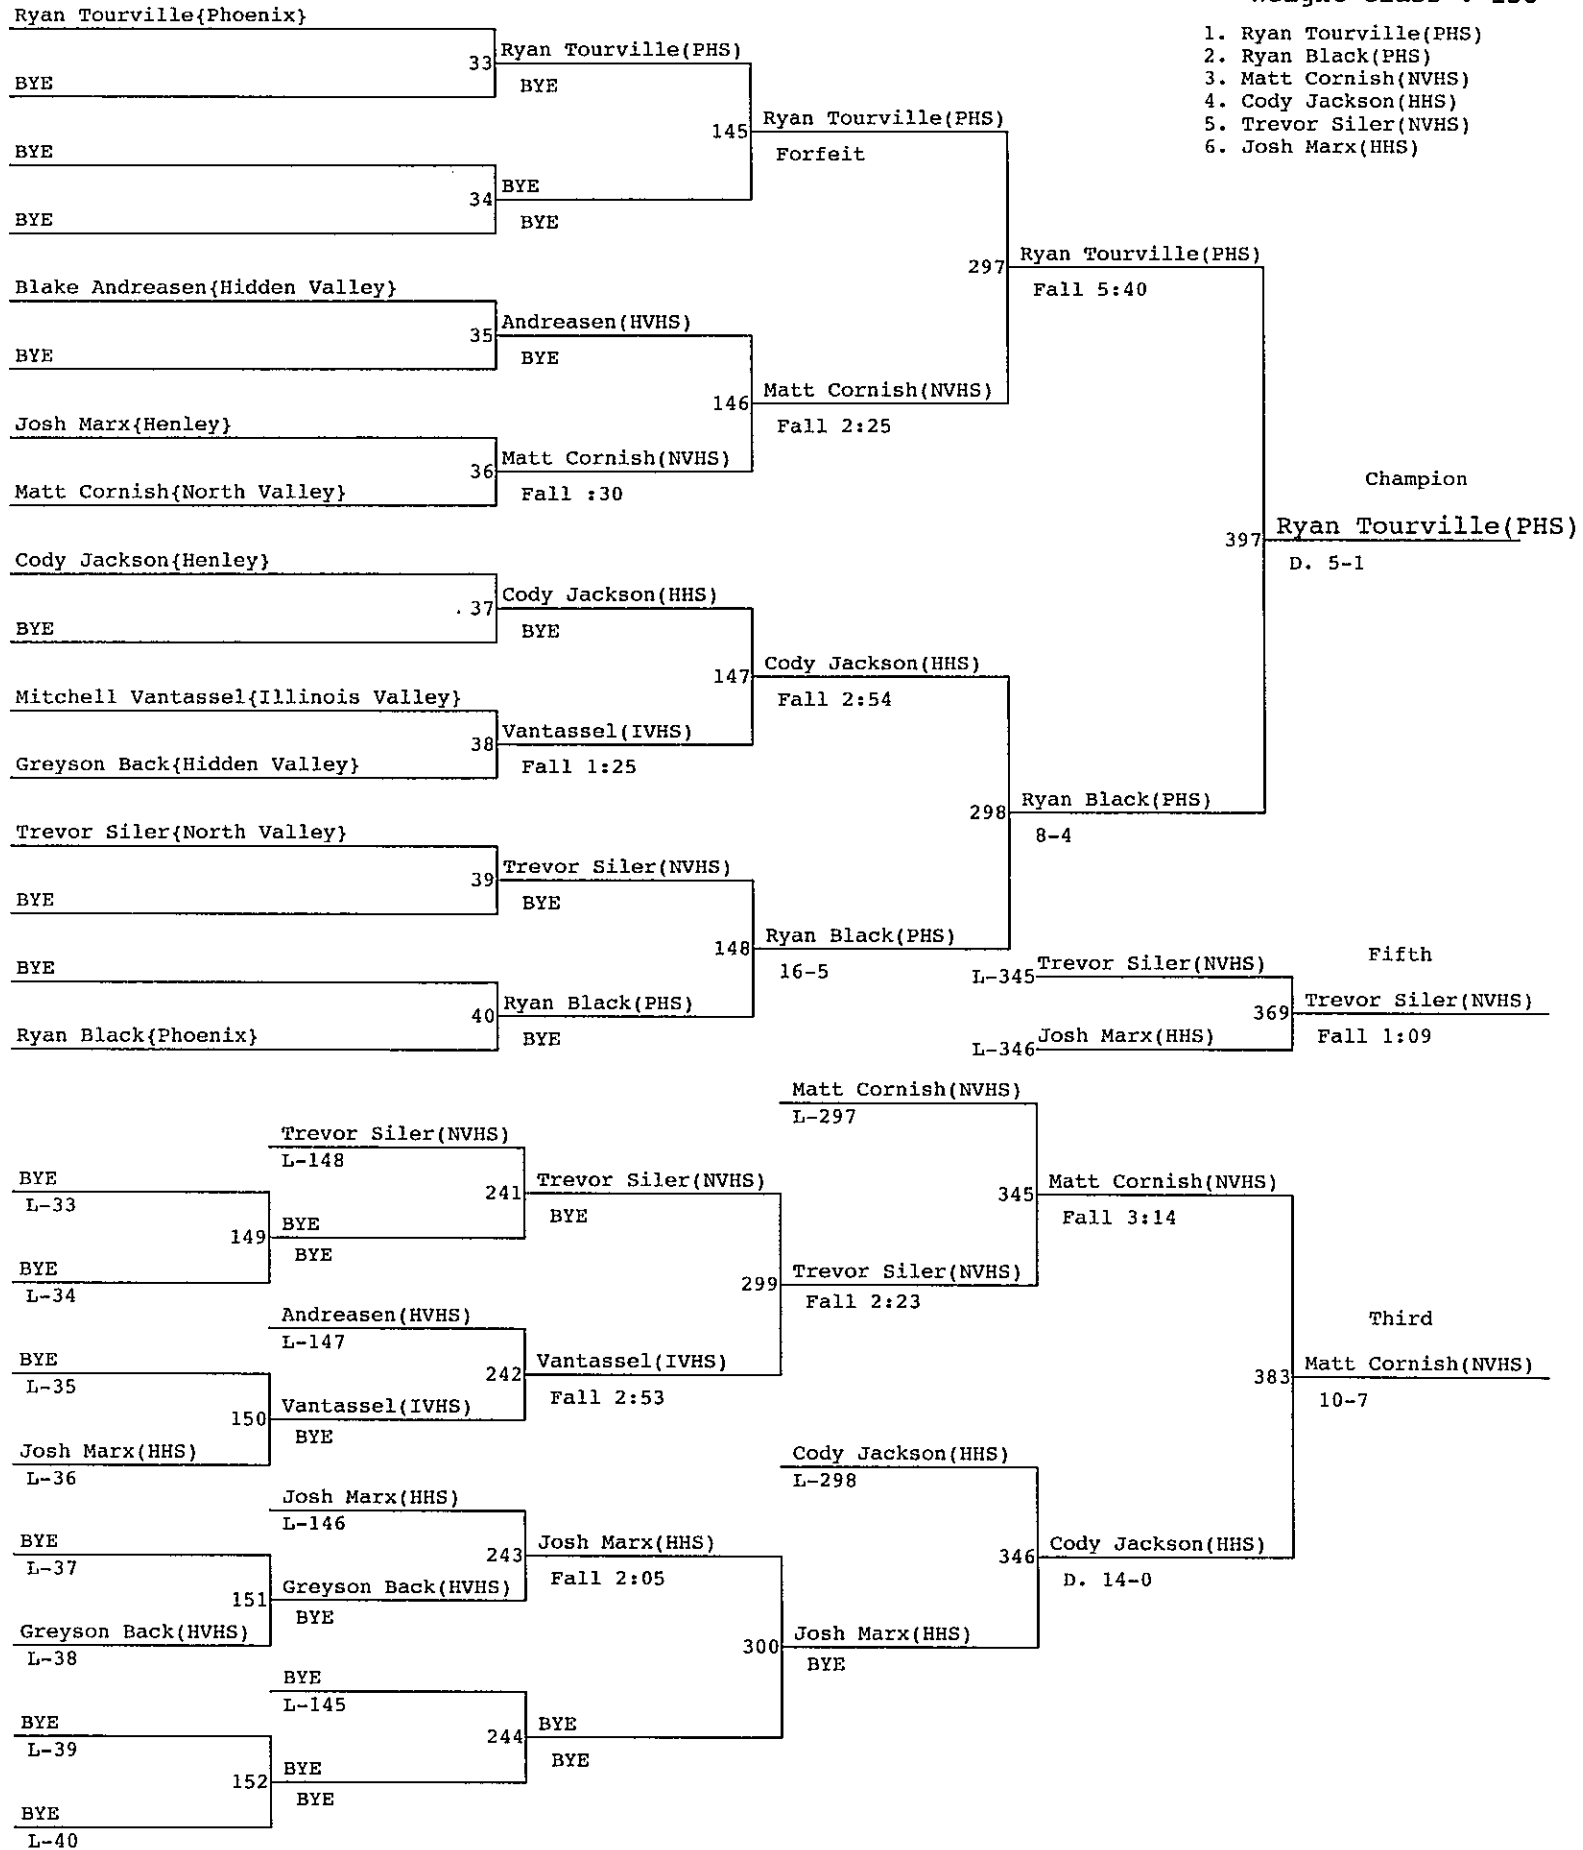 Ryan Tourville{Phoenix}
BYE
33
Ryan Tourville(PHS)
BYE
BYE
BYE
34
BYE
BYE
145
Ryan Tourville(PHS)
Forfeit
Blake Andreasen{Hidden Valley}
BYE
35
Andreasen(HVHS)
BYE
Josh Marx{Henley}
Matt Cornish{North Valley}
36
Matt Cornish(NVHS)
Fall :30
146
Matt Cornish(NVHS)
Fall 2:25
297
Ryan Tourville(PHS)
Fall 5:40
Cody Jackson{Henley}
BYE
37
Cody Jackson(HHS)
BYE
Mitchell Vantassel{Illinois Valley}
Greyson Back{Hidden Valley}
38
Vantassel(IVHS)
Fall 1:25
147
Cody Jackson(HHS)
Fall 2:54
Trevor Siler{North Valley}
BYE
39
Trevor Siler(NVHS)
BYE
BYE
Ryan Black{Phoenix}
40
Ryan Black(PHS)
BYE
148
Ryan Black(PHS)
16-5
298
Ryan Black(PHS)
8-4
Champion
397
Ryan Tourville(PHS)
D. 5-1
1. Ryan Tourville(PHS)
2. Ryan Black(PHS)
3. Matt Cornish(NVHS)
4. Cody Jackson(HHS)
5. Trevor Siler(NVHS)
6. Josh Marx(HHS)
L-345
Trevor Siler(NVHS)
L-346
Josh Marx(HHS)
Fifth
369
Trevor Siler(NVHS)
Fall 1:09
BYE
L-33
BYE
L-34
149
BYE
BYE
Trevor Siler(NVHS)
L-148
241
Trevor Siler(NVHS)
BYE
BYE
L-35
Josh Marx(HHS)
L-36
150
Vantassel(IVHS)
BYE
Andreasen(HVHS)
L-147
242
Vantassel(IVHS)
Fall 2:53
299
Trevor Siler(NVHS)
Fall 2:23
Matt Cornish(NVHS)
L-297
345
Matt Cornish(NVHS)
Fall 3:14
BYE
L-37
Greyson Back(HVHS)
L-38
151
Greyson Back(HVHS)
BYE
Josh Marx(HHS)
L-146
243
Josh Marx(HHS)
Fall 2:05
BYE
L-39
BYE
L-40
152
BYE
BYE
BYE
L-145
244
BYE
BYE
300
Josh Marx(HHS)
BYE
Cody Jackson(HHS)
L-298
346
Cody Jackson(HHS)
D. 14-0
Third
383
Matt Cornish(NVHS)
10-7